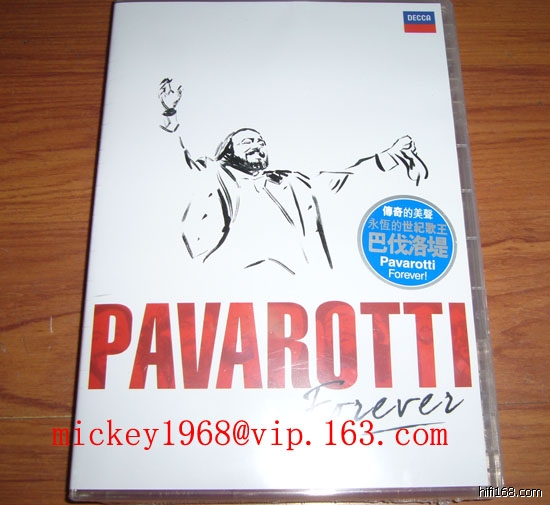 DECCA
傳奇的美聲
永恆的世紀歌王
巴伐洛堤
Pavarotti
Forever!
PAVAROTTI
Forever
mickey1968@vip.163.com
hifi168.com